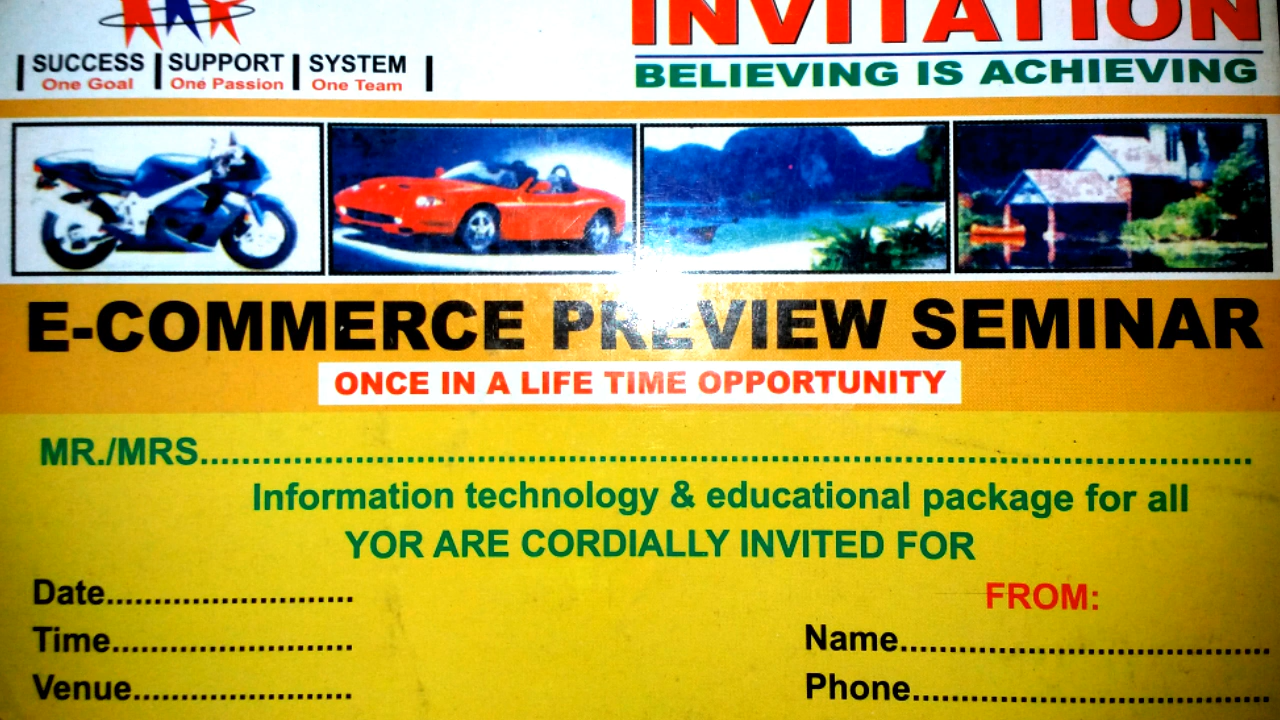 INVITATION
BELIEVING IS ACHIEVING
SUCCESS SUPPORT SYSTEM
One Goal One Passion One Team
E-COMMERCE PREVIEW SEMINAR
ONCE IN A LIFE TIME OPPORTUNITY
MR./MRS.......................................................................................................
Information technology & educational package for all
YOR ARE CORDIALLY INVITED FOR
Date..........................
Time.........................
Venue.......................
FROM:
Name.......................................
Phone......................................